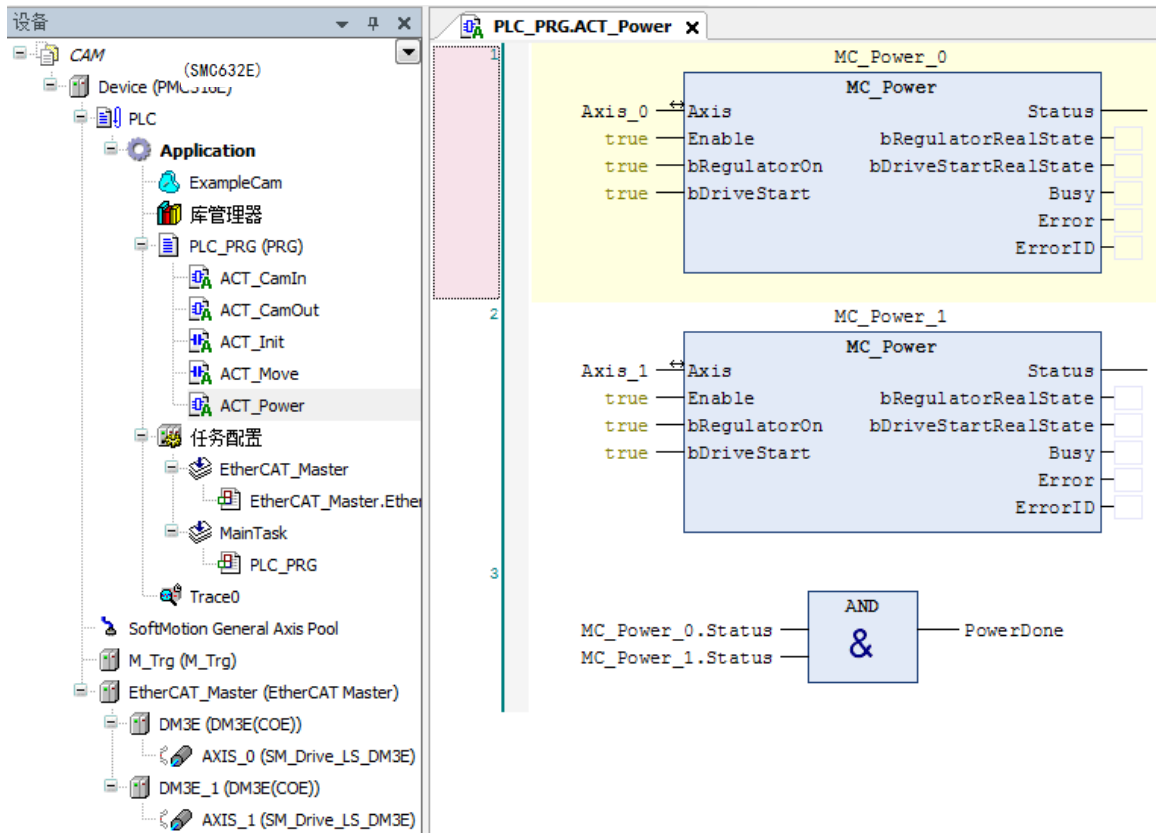 设备
CAM
(SMC632E)
Device (PMC516E)
PLC
Application
ExampleCam
库管理器
PLC_PRG (PRG)
ACT_CamIn
ACT_CamOut
ACT_Init
ACT_Move
ACT_Power
任务配置
EtherCAT_Master
EtherCAT_Master.Ether
MainTask
PLC_PRG
Trace0
SoftMotion General Axis Pool
M_Trg (M_Trg)
EtherCAT_Master (EtherCAT Master)
DM3E (DM3E(COE))
AXIS_0 (SM_Drive_LS_DM3E)
DM3E_1 (DM3E(COE))
AXIS_1 (SM_Drive_LS_DM3E)
PLC_PRG.ACT_Power
1
MC_Power_0
MC_Power
Axis_0 Axis Status
true Enable bRegulatorRealState
true bRegulatorOn bDriveStartRealState
true bDriveStart Busy
Error
ErrorID
2
MC_Power_1
MC_Power
Axis_1 Axis Status
true Enable bRegulatorRealState
true bRegulatorOn bDriveStartRealState
true bDriveStart Busy
Error
ErrorID
3
AND
MC_Power_0.Status & PowerDone
MC_Power_1.Status